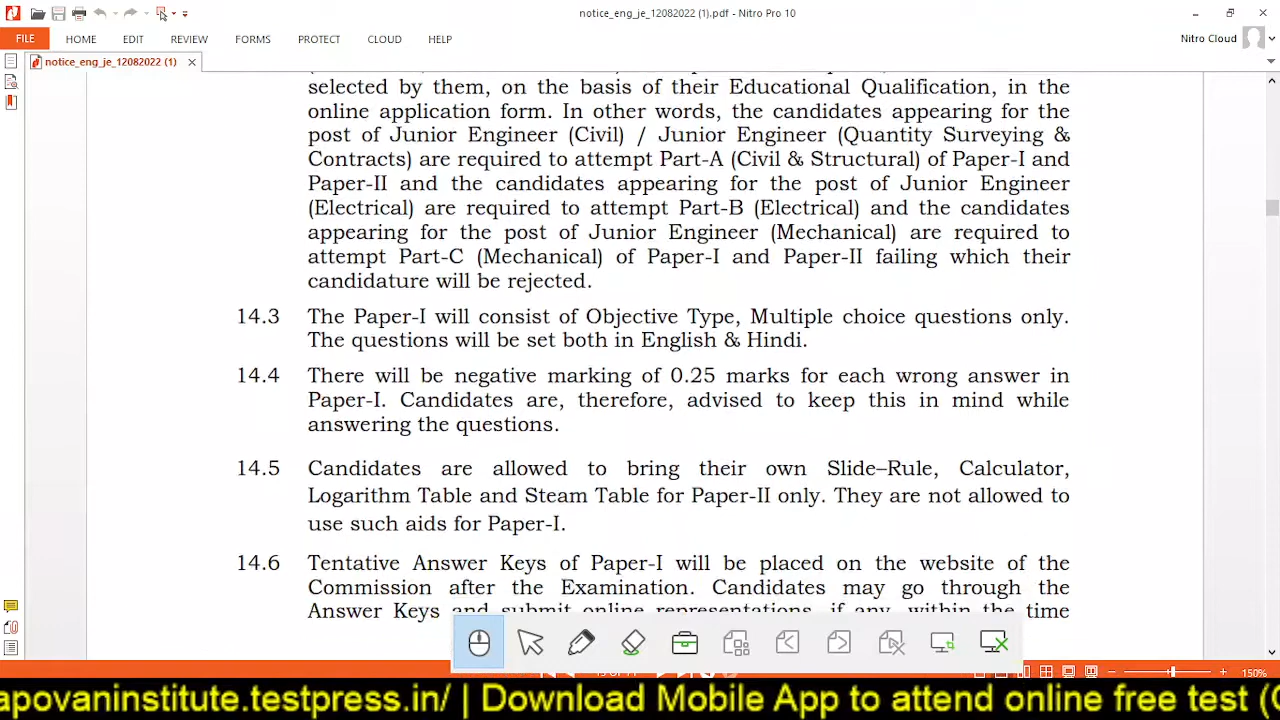 notice_eng_je_12082022 (1).pdf - Nitro Pro 10
FILE HOME EDIT REVIEW FORMS PROTECT CLOUD HELP Nitro Cloud
notice_eng_je_12082022 (1)
selected by them, on the basis of their Educational Qualification, in the
online application form. In other words, the candidates appearing for the
post of Junior Engineer (Civil) / Junior Engineer (Quantity Surveying &
Contracts) are required to attempt Part-A (Civil & Structural) of Paper-I and
Paper-II and the candidates appearing for the post of Junior Engineer
(Electrical) are required to attempt Part-B (Electrical) and the candidates
appearing for the post of Junior Engineer (Mechanical) are required to
attempt Part-C (Mechanical) of Paper-I and Paper-II failing which their
candidature will be rejected.
14.3 The Paper-I will consist of Objective Type, Multiple choice questions only.
The questions will be set both in English & Hindi.
14.4 There will be negative marking of 0.25 marks for each wrong answer in
Paper-I. Candidates are, therefore, advised to keep this in mind while
answering the questions.
14.5 Candidates are allowed to bring their own Slide–Rule, Calculator,
Logarithm Table and Steam Table for Paper-II only. They are not allowed to
use such aids for Paper-I.
14.6 Tentative Answer Keys of Paper-I will be placed on the website of the
Commission after the Examination. Candidates may go through the
Answer Keys and submit online representations, if any, within the time
150%
apovaninstitute.testpress.in/ | Download Mobile App to attend online free test (